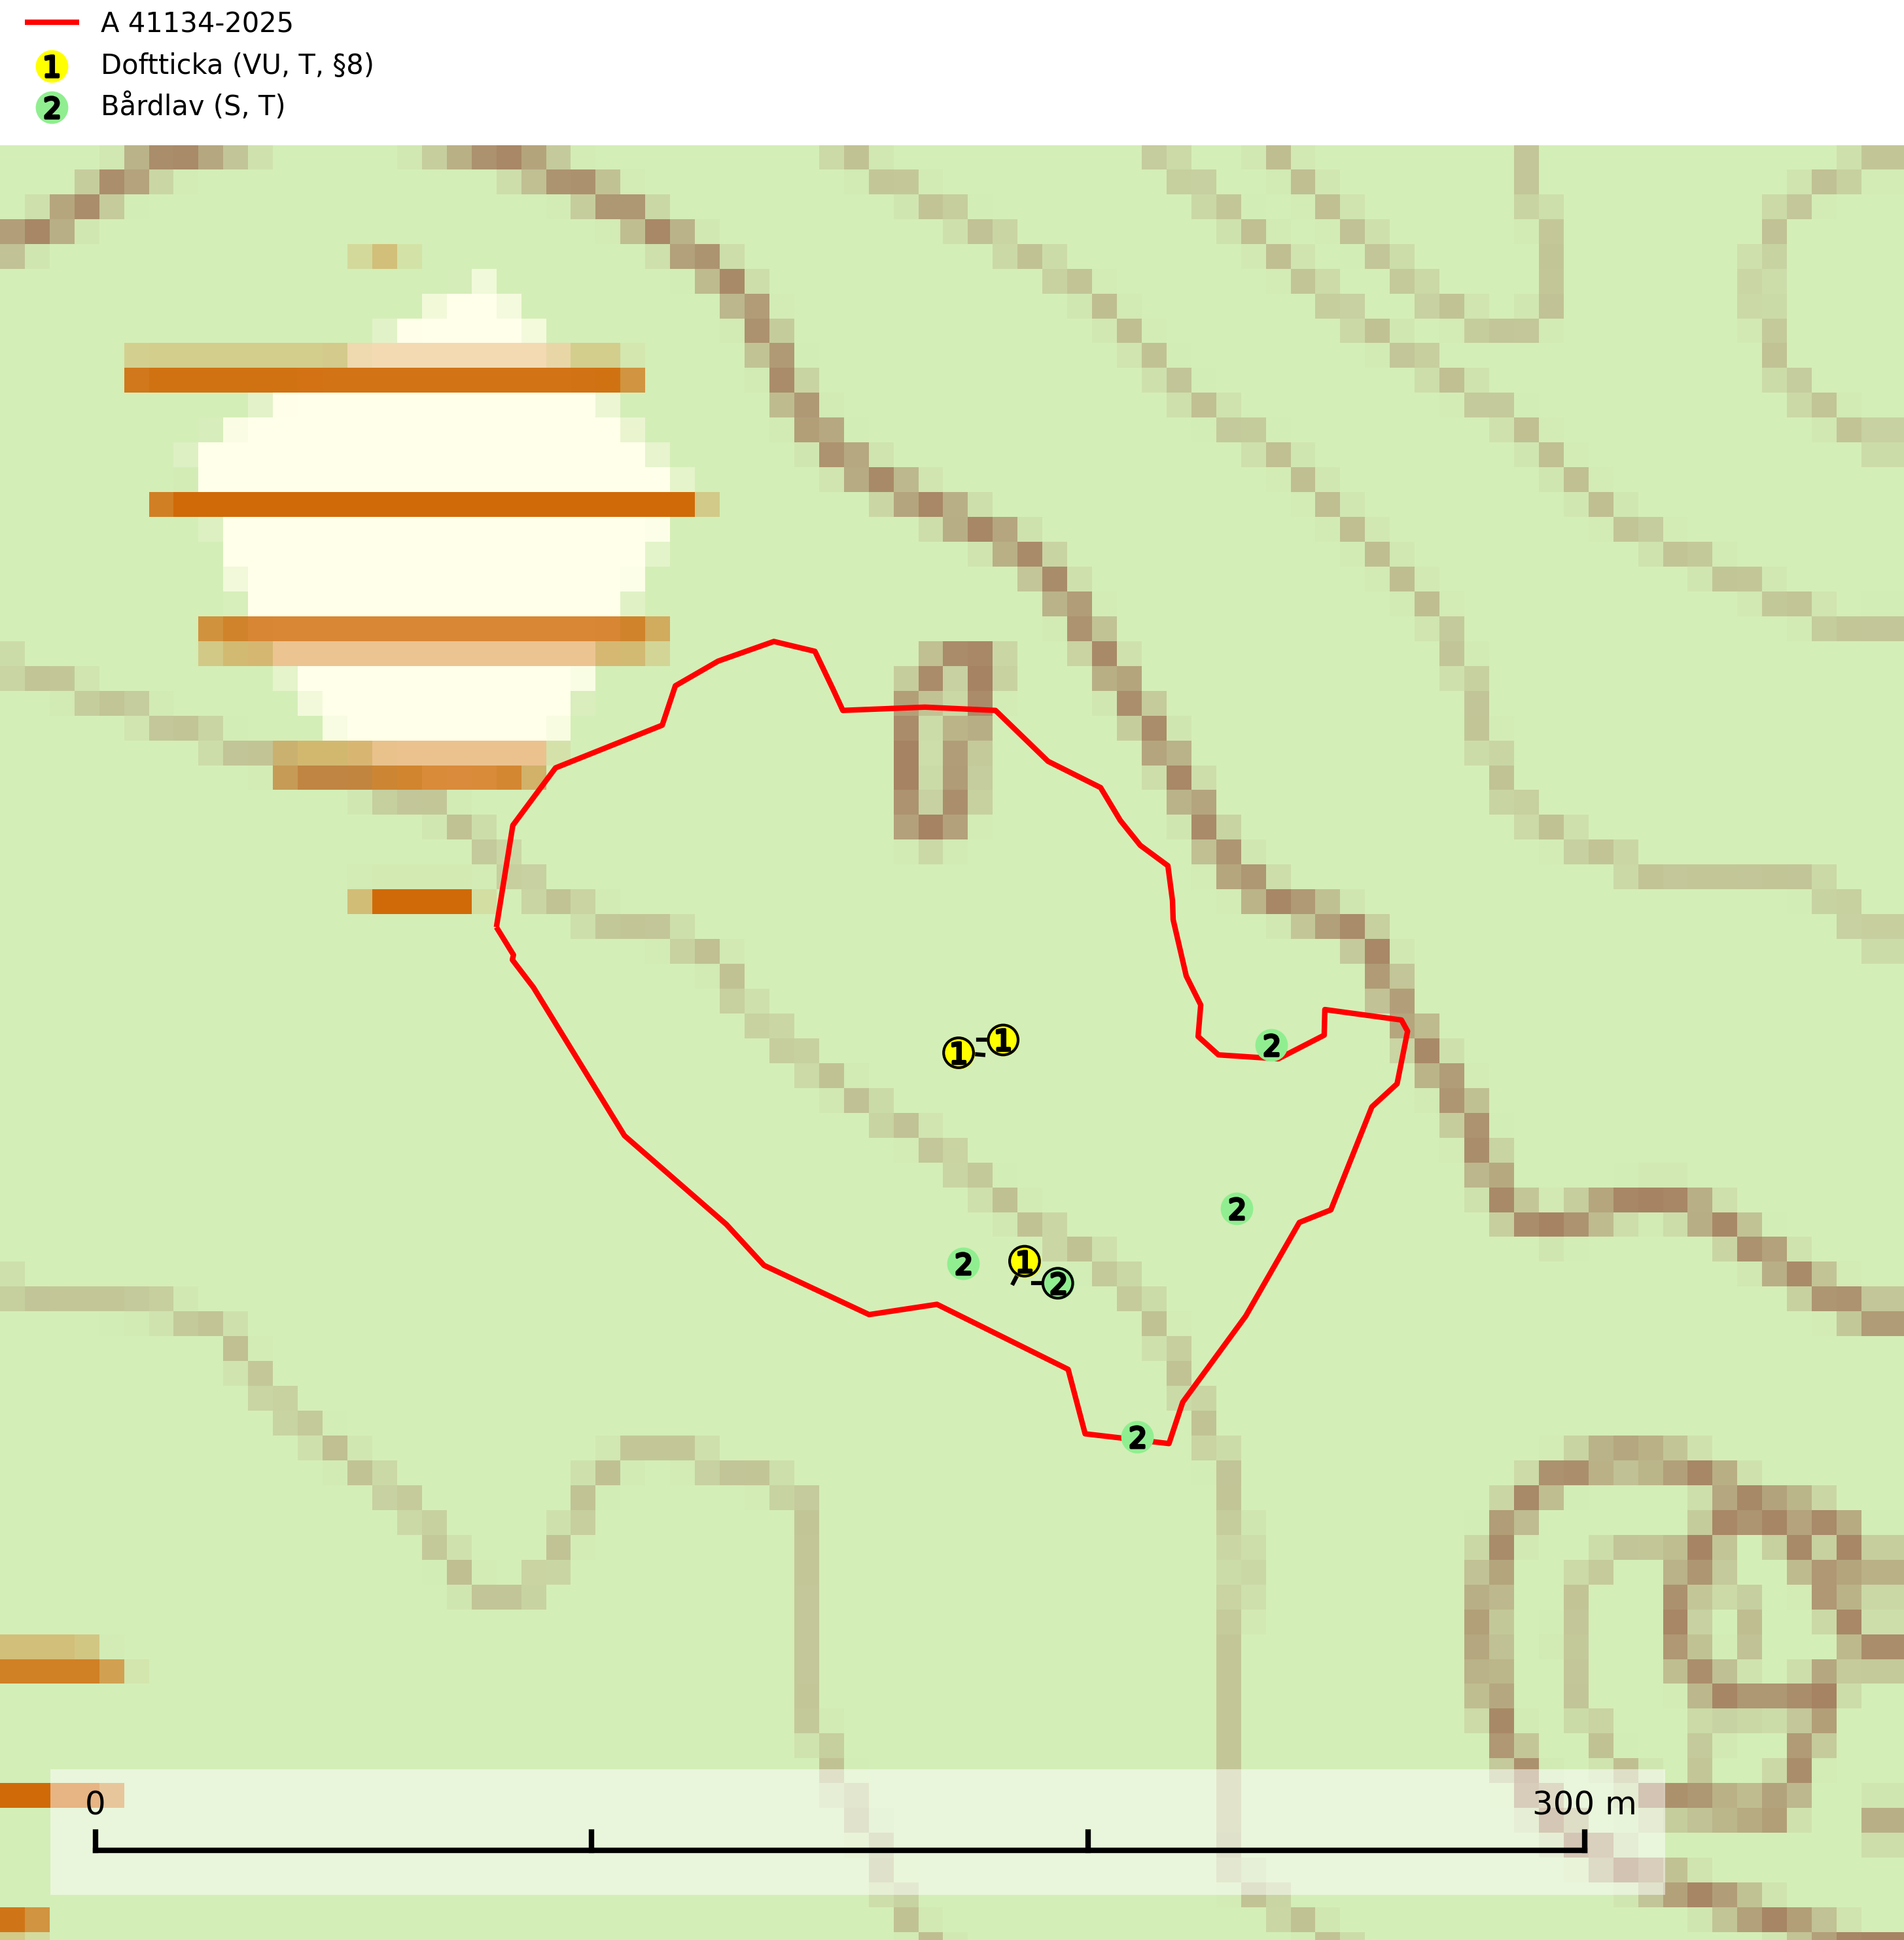 A 41134-2025
1 Doftticka (VU, T, §8)
2 Bårdlav (S, T)
1 1
2
2
2 1
2
2
0 300 m